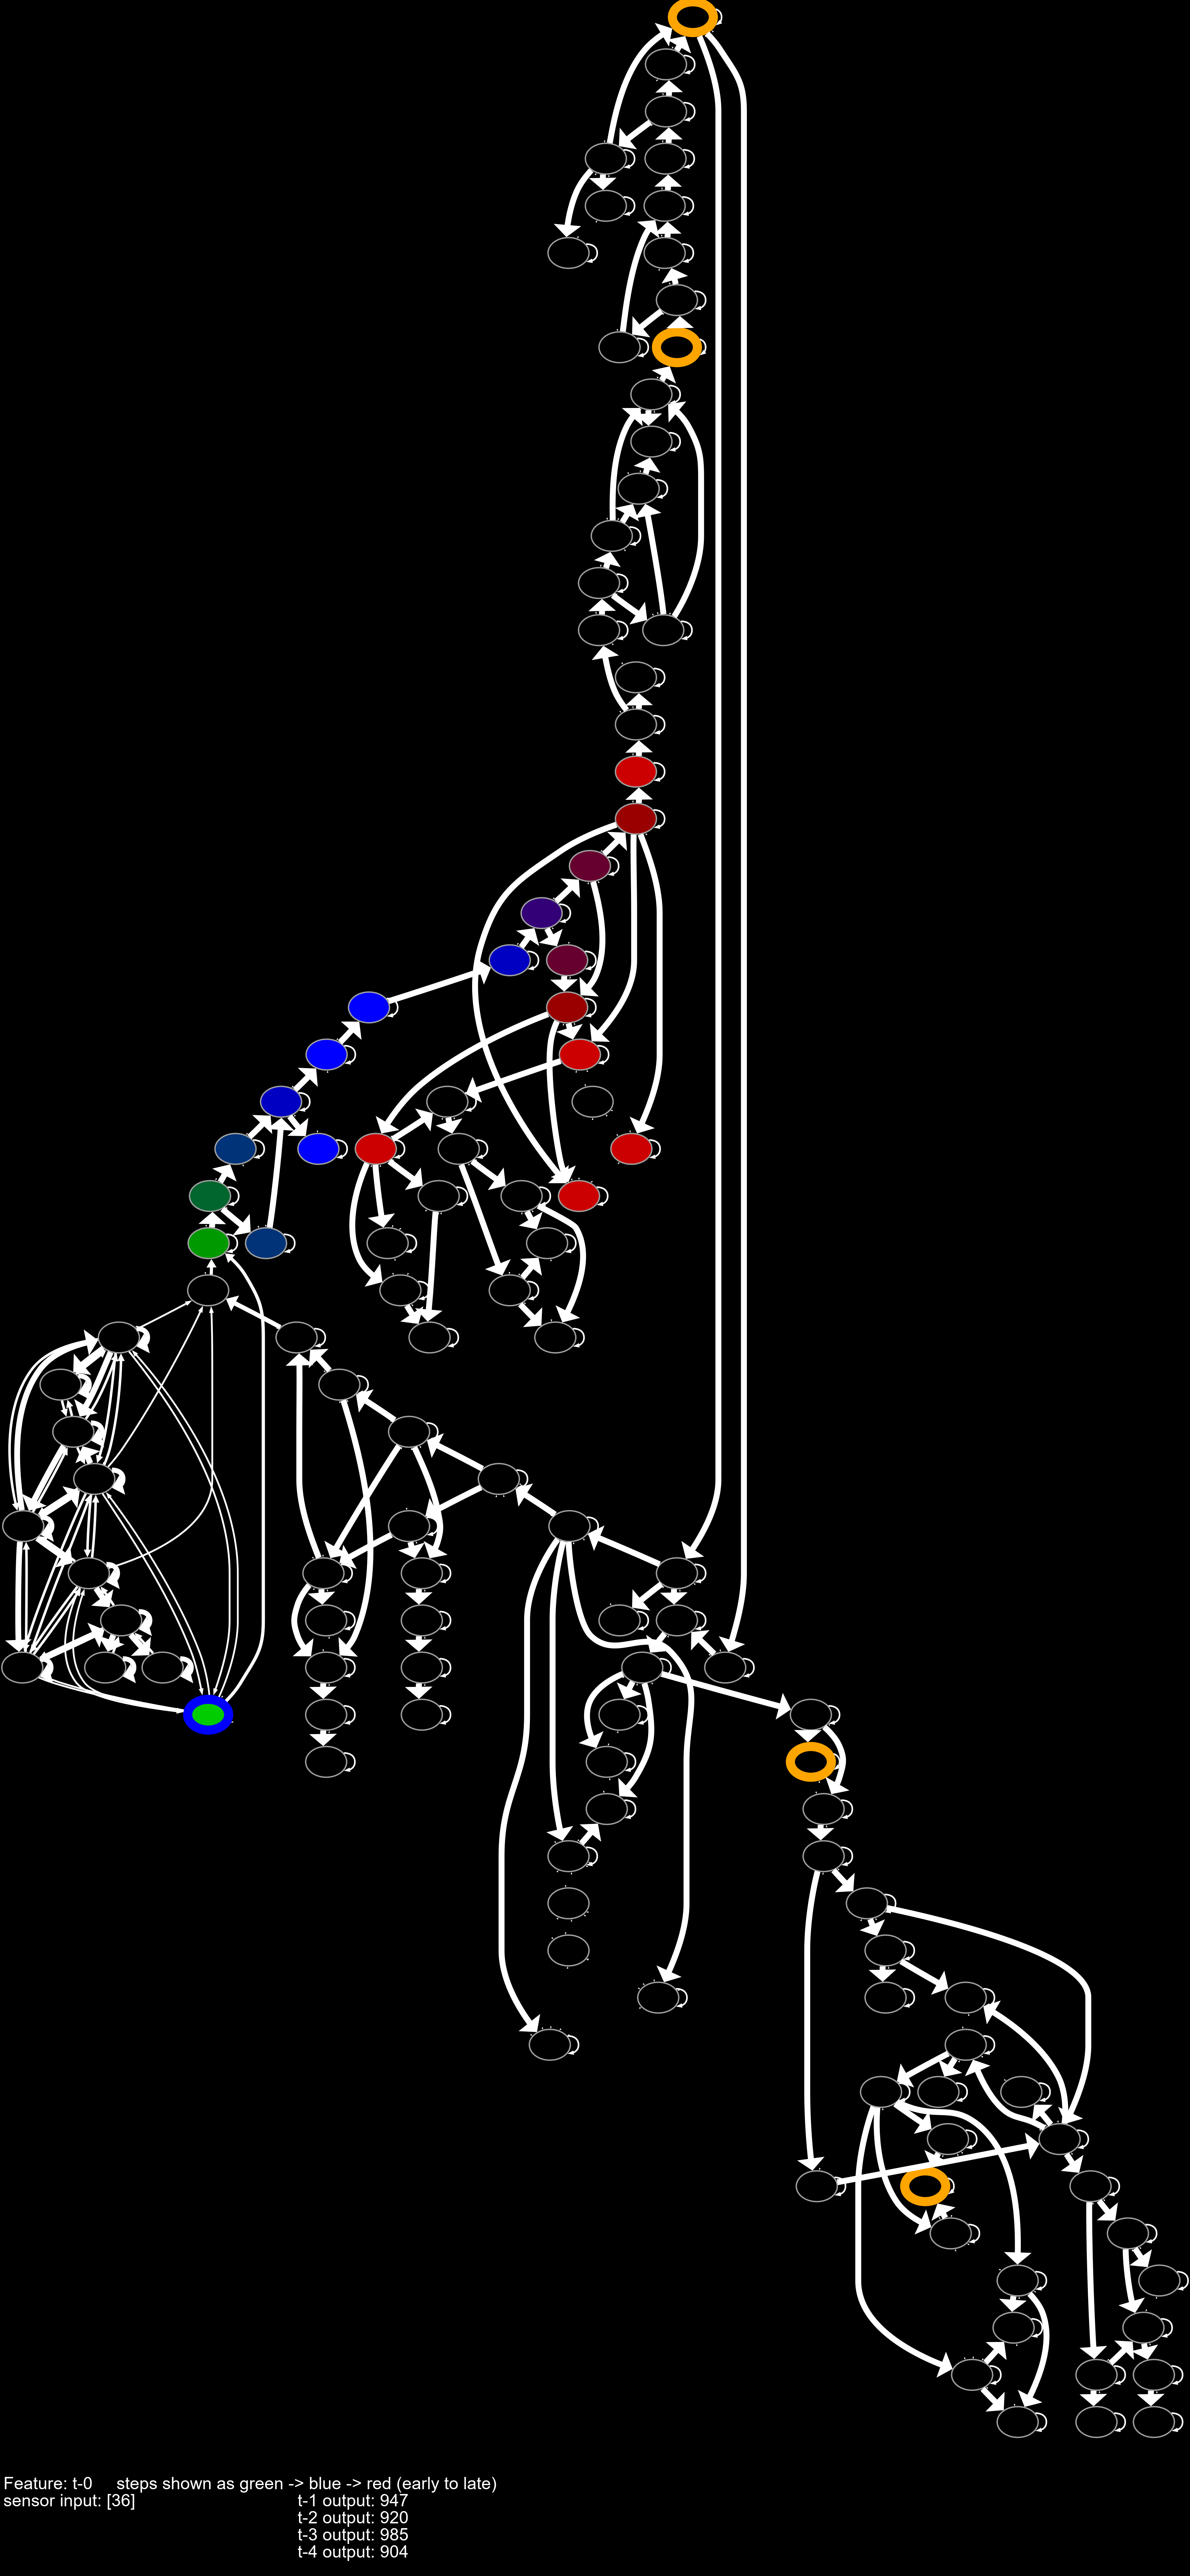 Feature: t-0 steps shown as green -> blue -> red (early to late)
sensor input: [36] t-1 output: 947
t-2 output: 920
t-3 output: 985
t-4 output: 904